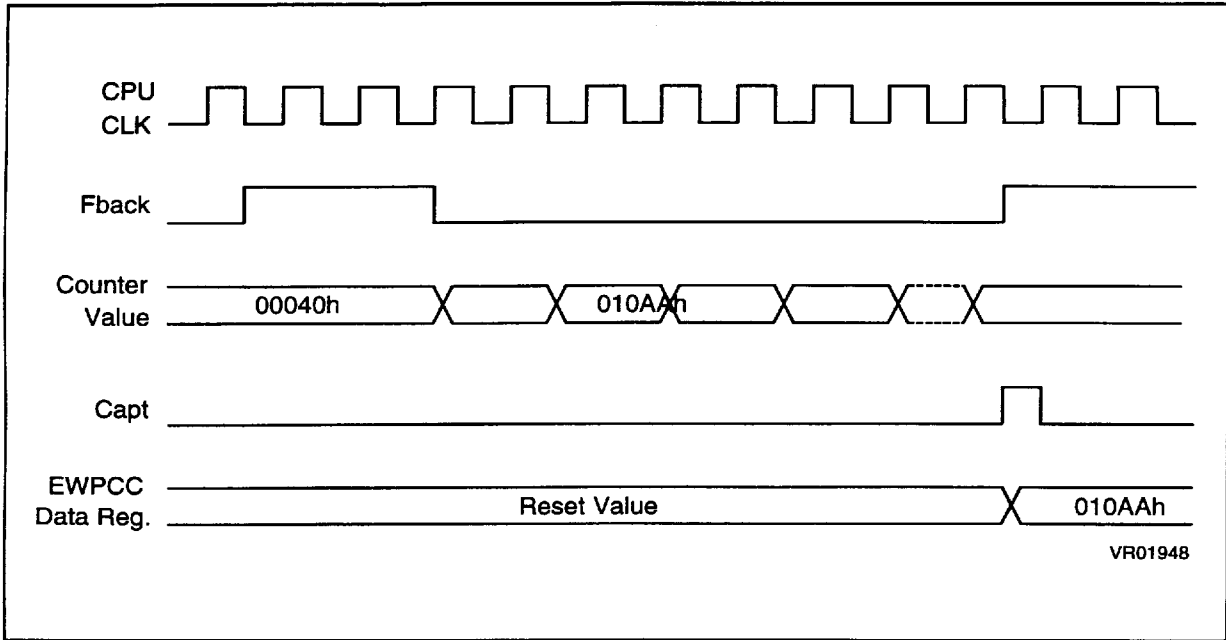 CPU
CLK
Fback
Counter
Value
00040h
010AAh
Capt
EWPCC
Data Reg.
Reset Value
010AAh
VR01948